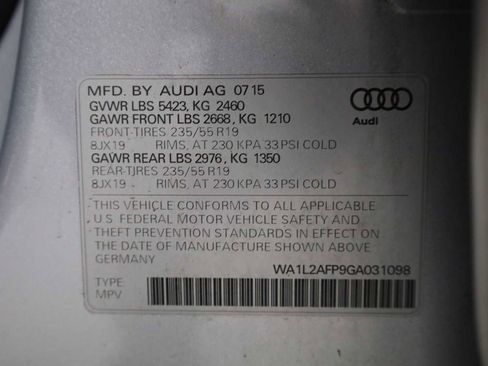 MFD. BY AUDI AG 07 15
GVWR LBS 5423, KG 2460
GAWR FRONT LBS 2668, KG 1210
FRONT-TIRES 235/55 R19
8JX19 RIMS, AT 230 KPA 33 PSI COLD
GAWR REAR LBS 2976, KG 1350
REAR-TIRES 235/55 R19
8JX19 RIMS, AT 230 KPA 33 PSI COLD
Audi
THIS VEHICLE CONFORMS TO ALL APPLICABLE
U.S. FEDERAL MOTOR VEHICLE SAFETY AND
THEFT PREVENTION STANDARDS IN EFFECT ON
THE DATE OF MANUFACTURE SHOWN ABOVE.
WA1L2AFP9GA031098
TYPE
MPV